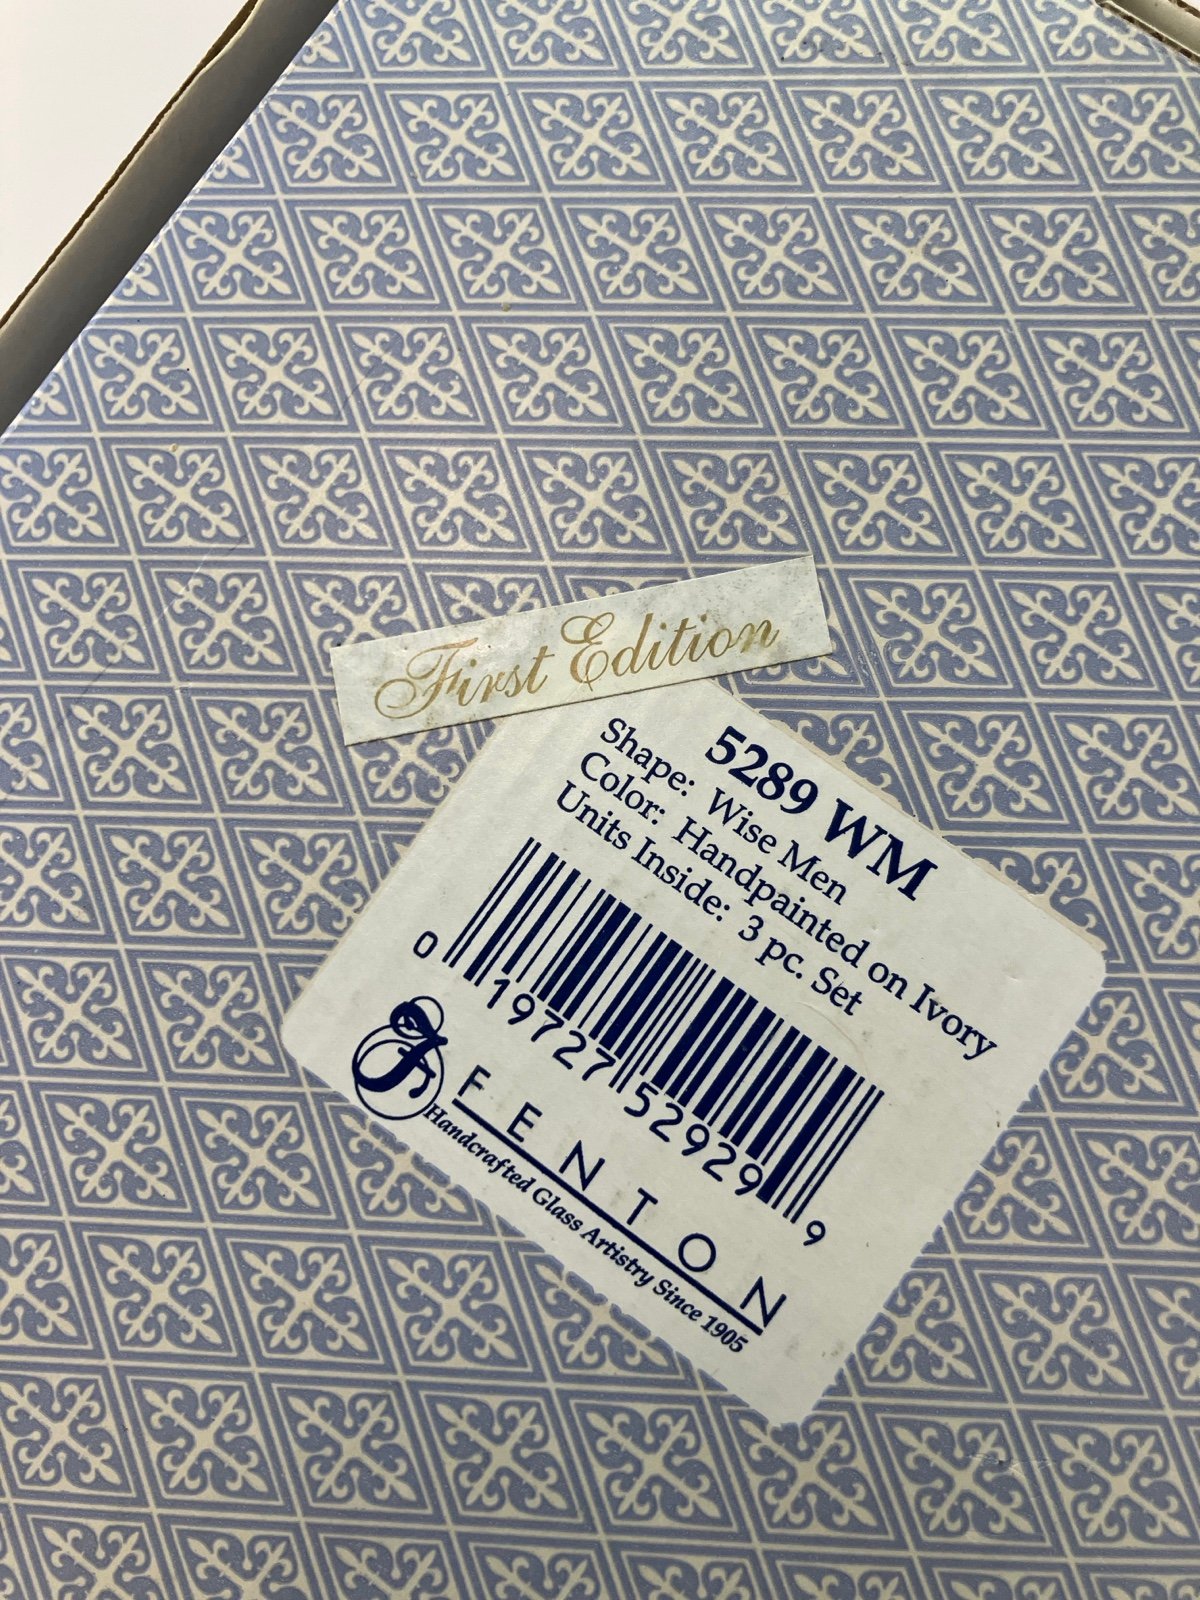 First Edition
5289 WM
Shape: Wise Men
Color: Handpainted on Ivory
Units Inside: 3 pc. Set
0 19727 52929 9
F
FENTON
Handcrafted Glass Artistry Since 1905